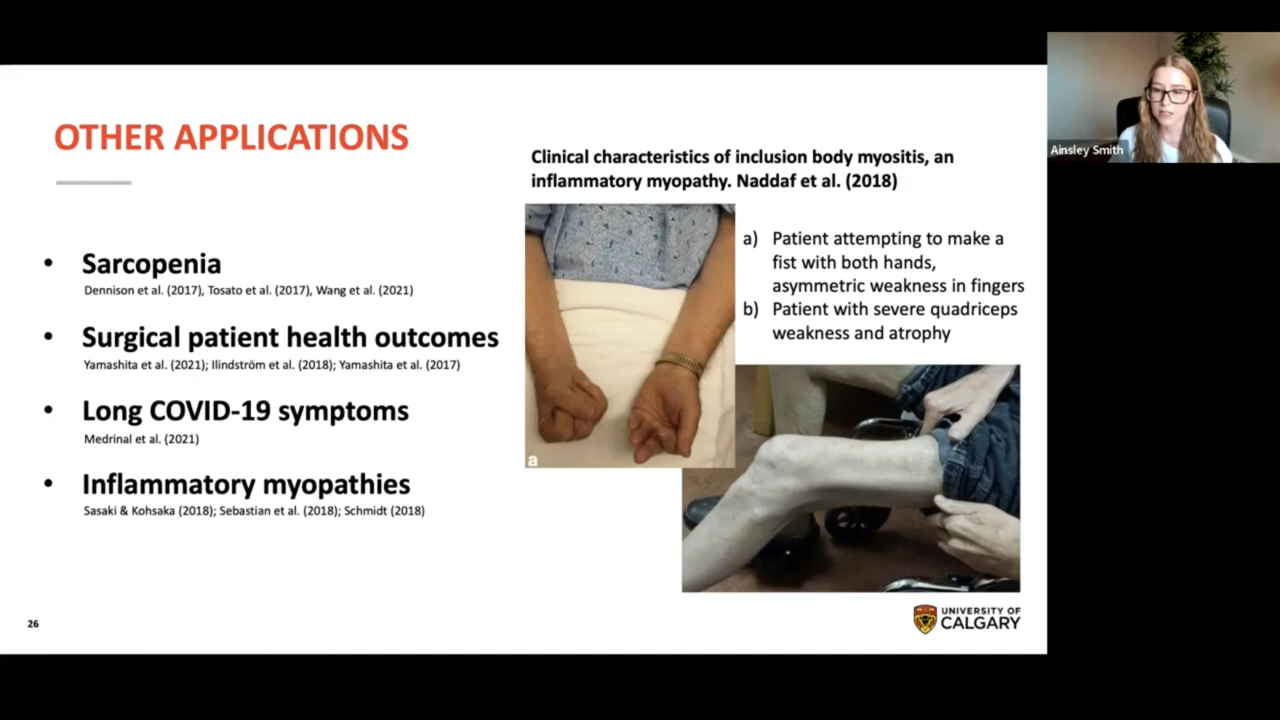 OTHER APPLICATIONS
• Sarcopenia
Dennison et al. (2017), Tosato et al. (2017), Wang et al. (2021)
• Surgical patient health outcomes
Yamashita et al. (2021); Ilindström et al. (2018); Yamashita et al. (2017)
• Long COVID-19 symptoms
Medrinal et al. (2021)
• Inflammatory myopathies
Sasaki & Kohsaka (2018); Sebastian et al. (2018); Schmidt (2018)
Clinical characteristics of inclusion body myositis, an
inflammatory myopathy. Naddaf et al. (2018)
a) Patient attempting to make a
fist with both hands,
asymmetric weakness in fingers
b) Patient with severe quadriceps
weakness and atrophy
a
26
UNIVERSITY OF
CALGARY
Ainsley Smith